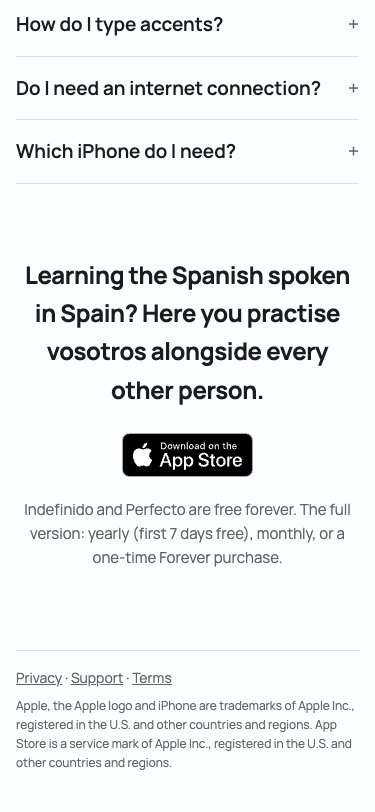 How do I type accents? +
Do I need an internet connection? +
Which iPhone do I need? +
Learning the Spanish spoken
in Spain? Here you practise
vosotros alongside every
other person.
Download on the
App Store
Indefinido and Perfecto are free forever. The full
version: yearly (first 7 days free), monthly, or a
one-time Forever purchase.
Privacy · Support · Terms
Apple, the Apple logo and iPhone are trademarks of Apple Inc.,
registered in the U.S. and other countries and regions. App
Store is a service mark of Apple Inc., registered in the U.S. and
other countries and regions.